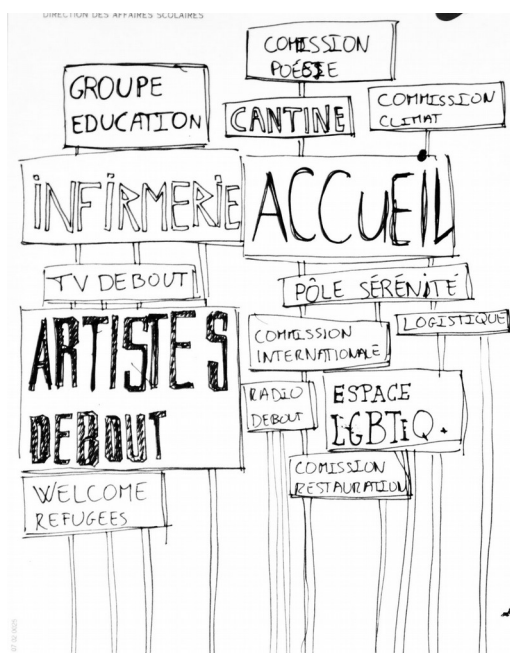 DIRECTION DES AFFAIRES SCOLAIRES
COMISSION
POÉSIE
GROUPE
EDUCATION
CANTINE
COMMISSION
CLIMAT
INFIRMERIE
ACCUEIL
TV DEBOUT
PÔLE SÉRÉNITÉ
ARTISTES
DEBOUT
COMMISSION
INTERNATIONALE
LOGISTIQUE
RADIO
DEBOUT
ESPACE
LGBTIQ.
COMISSION
RESTAURATION
WELCOME
REFUGEES